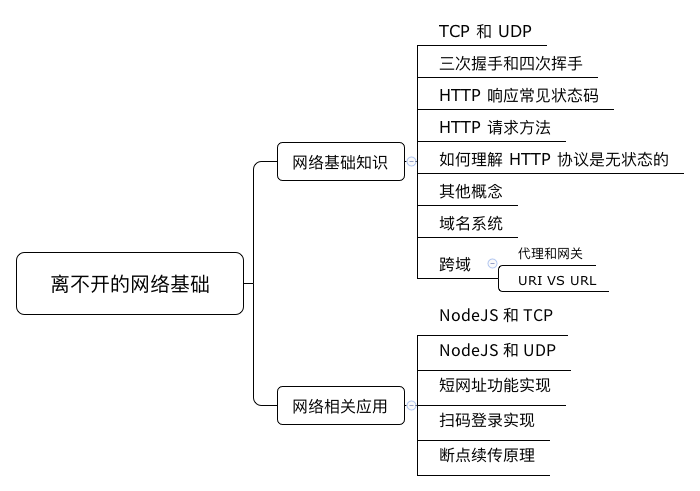 离不开的网络基础
网络基础知识
TCP 和 UDP
三次握手和四次挥手
HTTP 响应常见状态码
HTTP 请求方法
如何理解 HTTP 协议是无状态的
其他概念
域名系统
跨域
代理和网关
URI VS URL
网络相关应用
NodeJS 和 TCP
NodeJS 和 UDP
短网址功能实现
扫码登录实现
断点续传原理